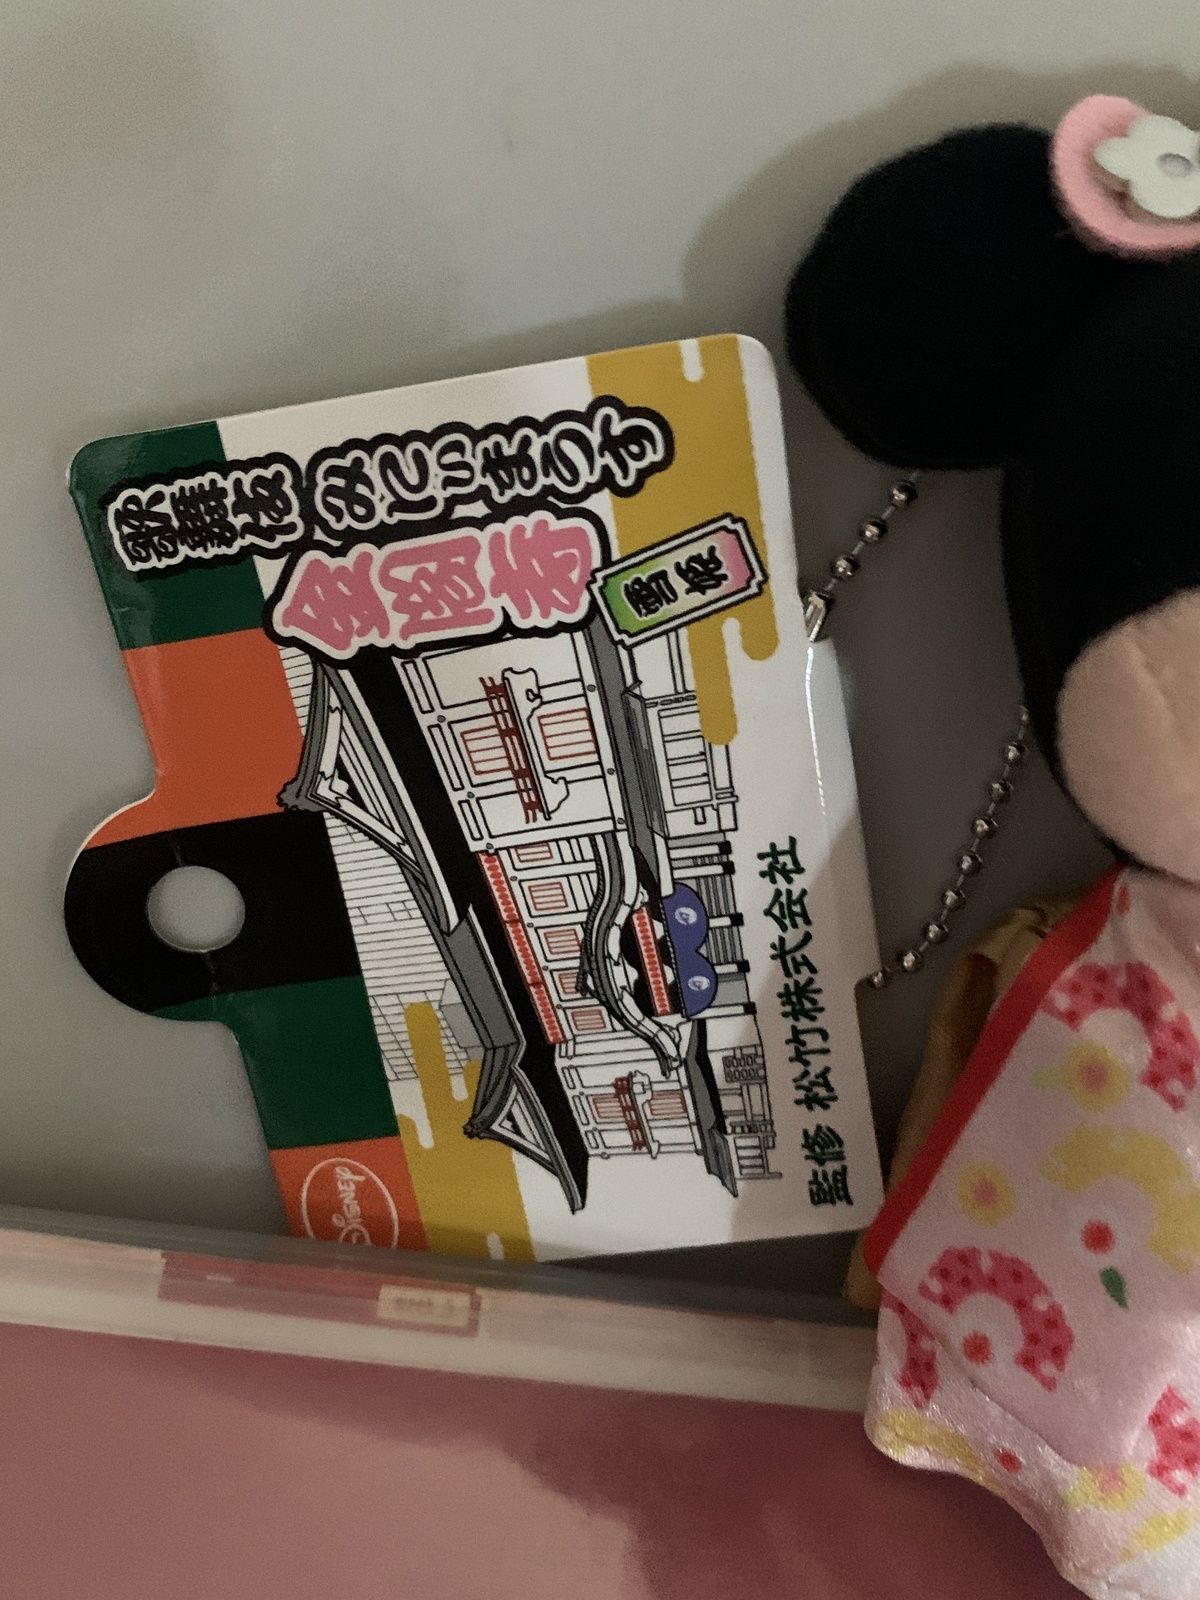 歌舞伎 みにぃまうす
金閣寺
雪姫
監修 松竹株式会社
Disney